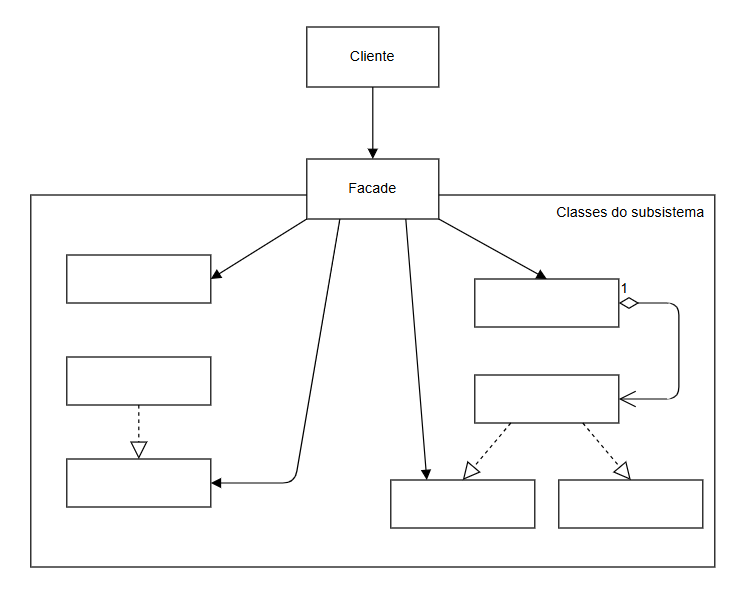 Cliente
Facade
Classes do subsistema
1